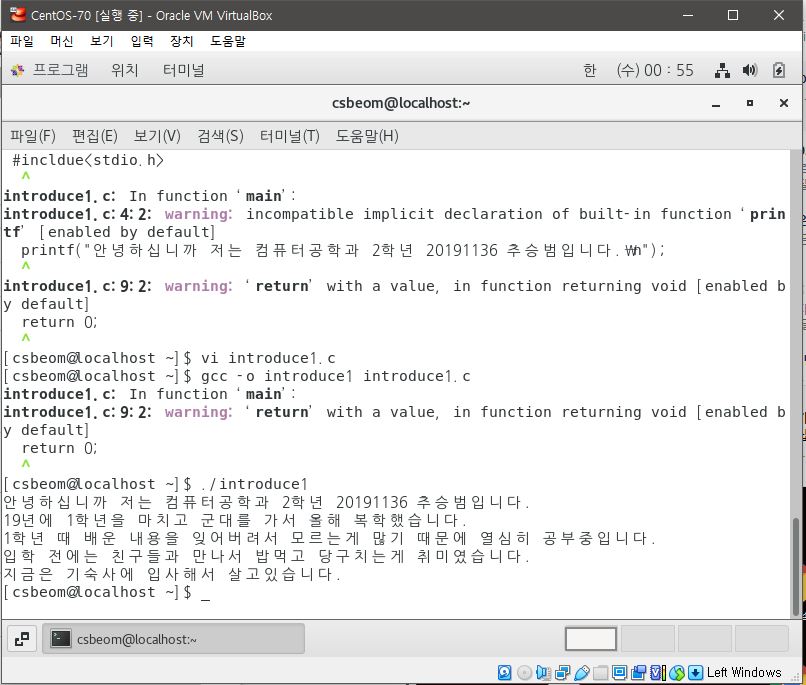 CentOS-70 [실행 중] - Oracle VM VirtualBox
파일 머신 보기 입력 장치 도움말
프로그램 위치 터미널 한 (수) 00 : 55
csbeom@localhost:~
파일(F) 편집(E) 보기(V) 검색(S) 터미널(T) 도움말(H)
#incldue<stdio.h>
^
introduce1.c: In function ‘main’:
introduce1.c:4:2: warning: incompatible implicit declaration of built-in function ‘prin
tf’ [enabled by default]
printf("안녕하십니까 저는 컴퓨터공학과 2학년 20191136 추승범입니다.₩n");
^
introduce1.c:9:2: warning: ‘return’ with a value, in function returning void [enabled b
y default]
return 0;
^
[csbeom@localhost ~]$ vi introduce1.c
[csbeom@localhost ~]$ gcc -o introduce1 introduce1.c
introduce1.c: In function ‘main’:
introduce1.c:9:2: warning: ‘return’ with a value, in function returning void [enabled b
y default]
return 0;
^
[csbeom@localhost ~]$ ./introduce1
안녕하십니까 저는 컴퓨터공학과 2학년 20191136 추승범입니다.
19년에 1학년을 마치고 군대를 가서 올해 복학했습니다.
1학년 때 배운 내용을 잊어버려서 모르는게 많기 때문에 열심히 공부중입니다.
입학 전에는 친구들과 만나서 밥먹고 당구치는게 취미였습니다.
지금은 기숙사에 입사해서 살고있습니다.
[csbeom@localhost ~]$ _
csbeom@localhost:~
Left Windows